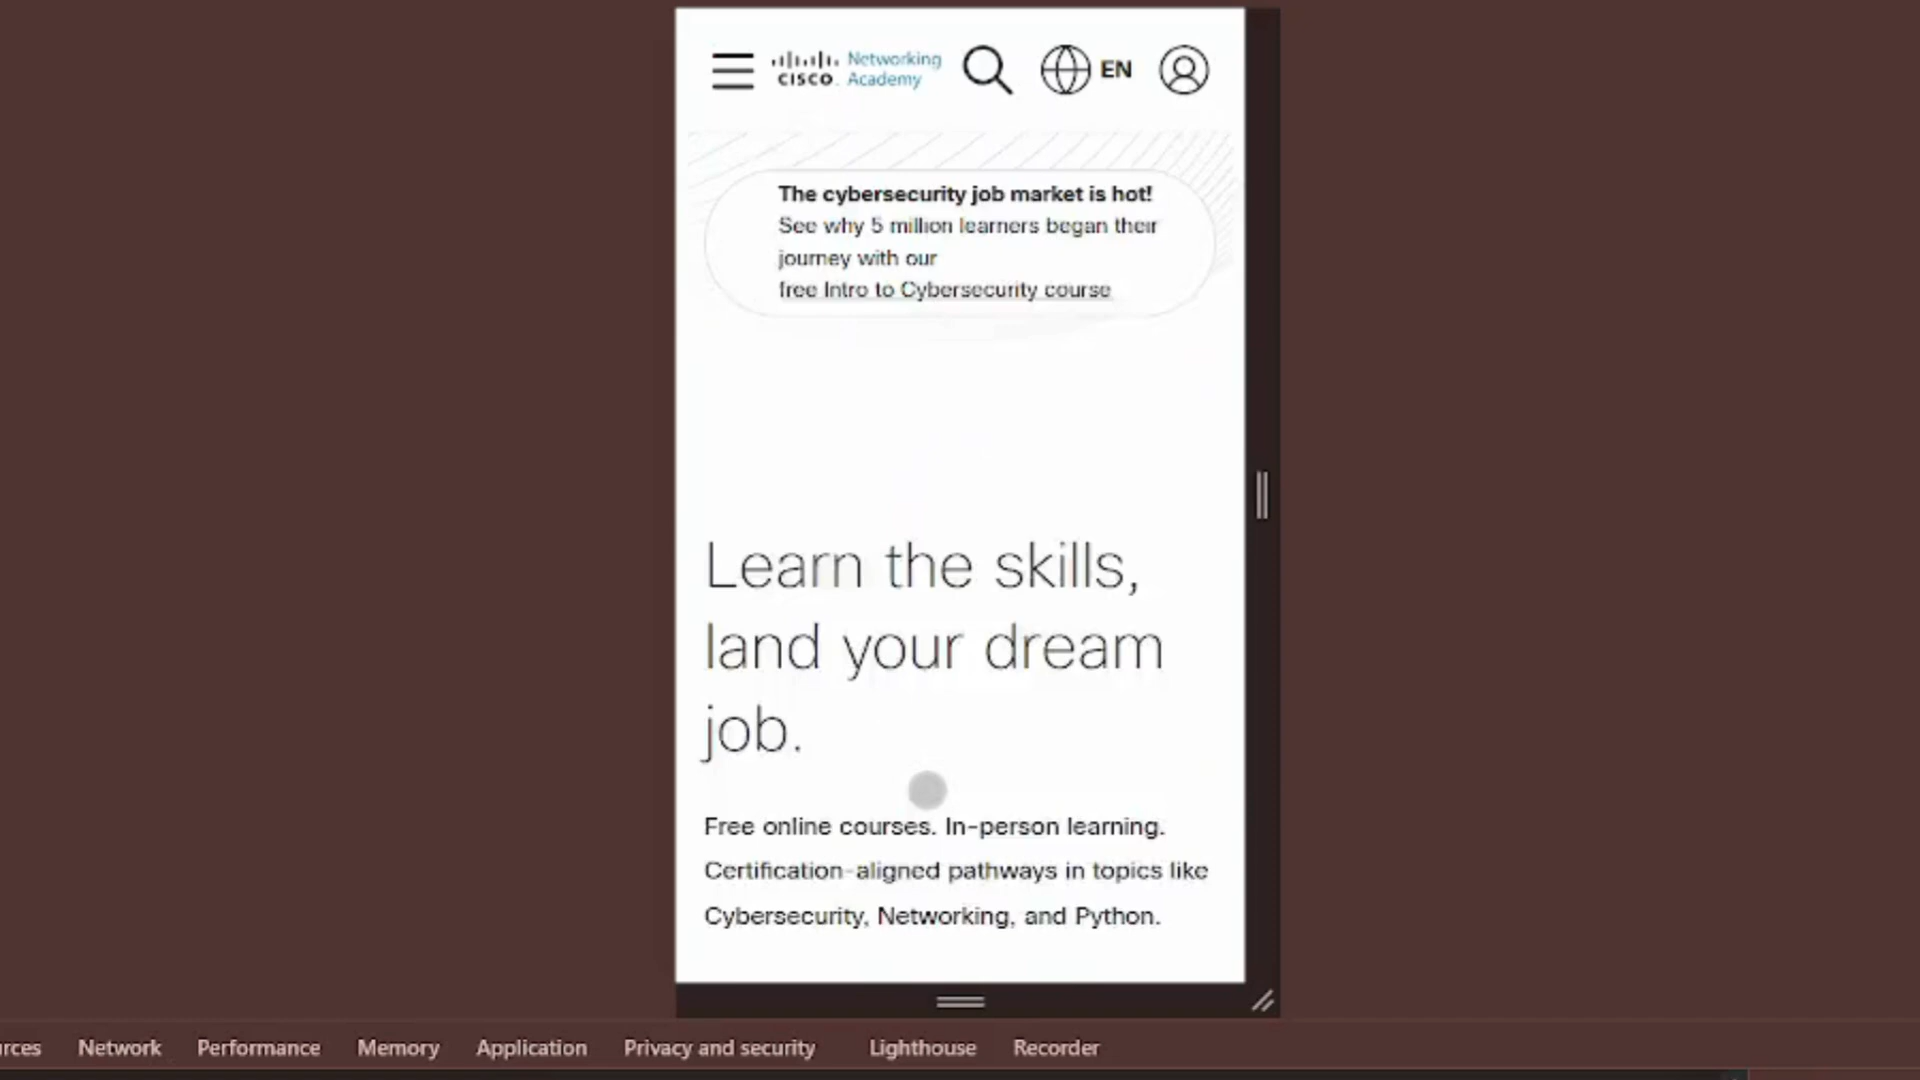 CISCO Networking Academy
EN
The cybersecurity job market is hot!
See why 5 million learners began their
journey with our
free Intro to Cybersecurity course
Learn the skills,
land your dream
job.
Free online courses. In-person learning.
Certification-aligned pathways in topics like
Cybersecurity, Networking, and Python.
rces Network Performance Memory Application Privacy and security Lighthouse Recorder